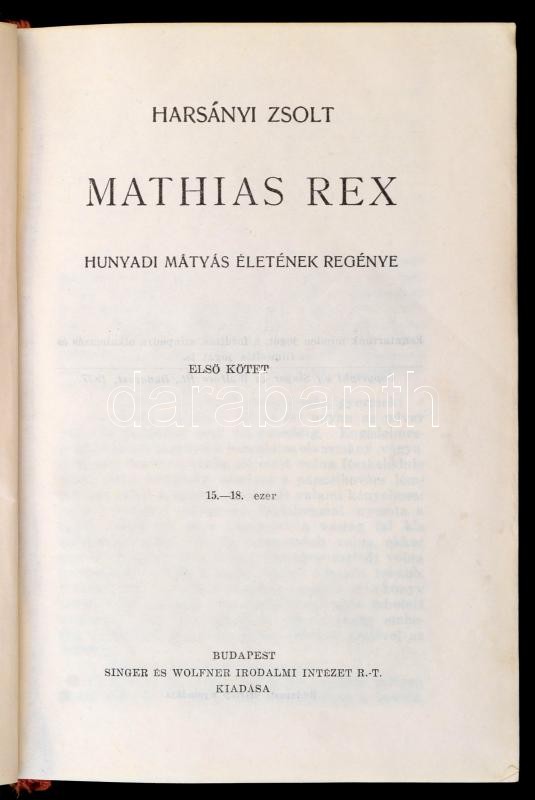 HARSÁNYI ZSOLT
MATHIAS REX
HUNYADI MÁTYÁS ÉLETÉNEK REGÉNYE
ELSŐ KÖTET
darabanth
15.—18. ezer
BUDAPEST
SINGER ÉS WOLFNER IRODALMI INTÉZET R.-T.
KIADÁSA